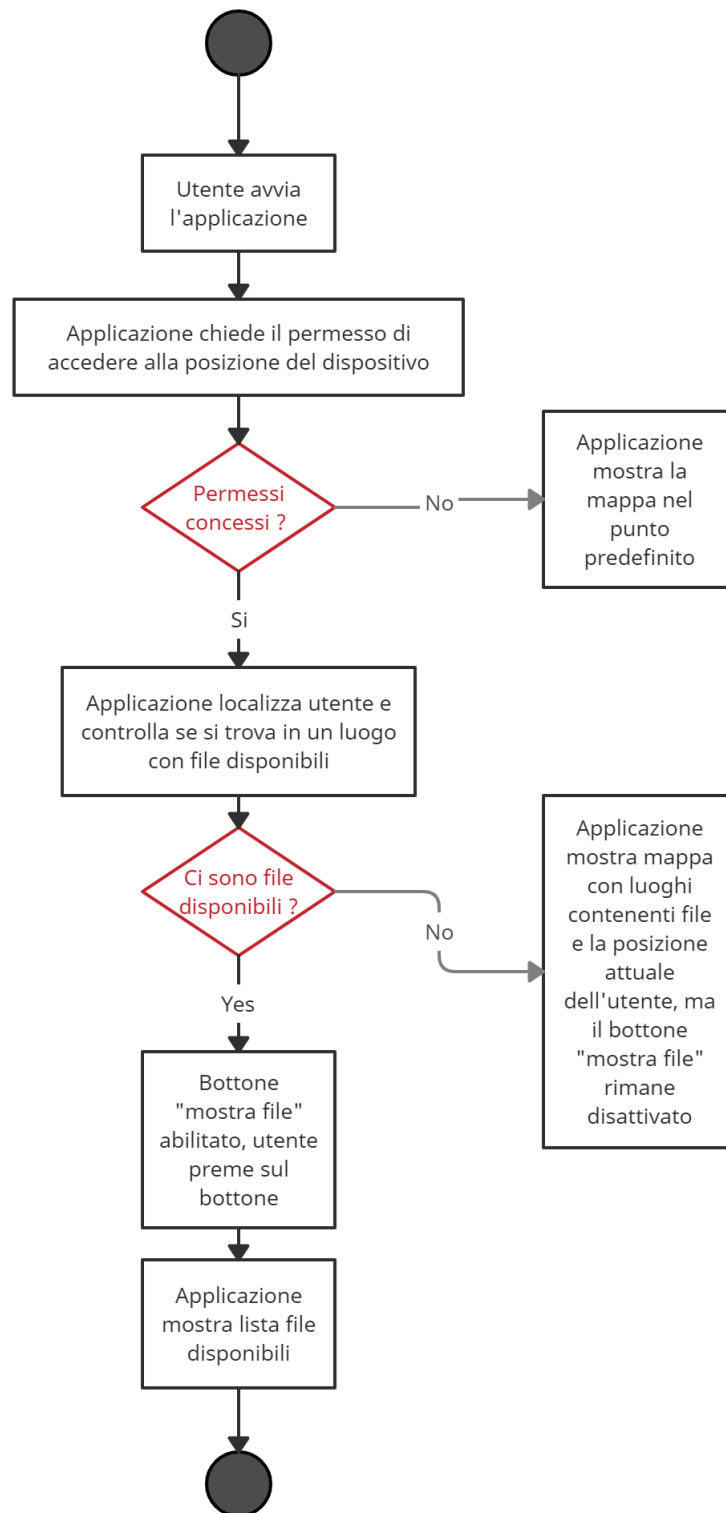 Utente avvia
l'applicazione
Applicazione chiede il permesso di
accedere alla posizione del dispositivo
Permessi
concessi ?
No
Applicazione
mostra la
mappa nel
punto
predefinito
Si
Applicazione localizza utente e
controlla se si trova in un luogo
con file disponibili
Ci sono file
disponibili ?
No
Applicazione
mostra mappa
con luoghi
contenenti file
e la posizione
attuale
dell'utente, ma
il bottone
"mostra file"
rimane
disattivato
Yes
Bottone
"mostra file"
abilitato, utente
preme sul
bottone
Applicazione
mostra lista file
disponibili